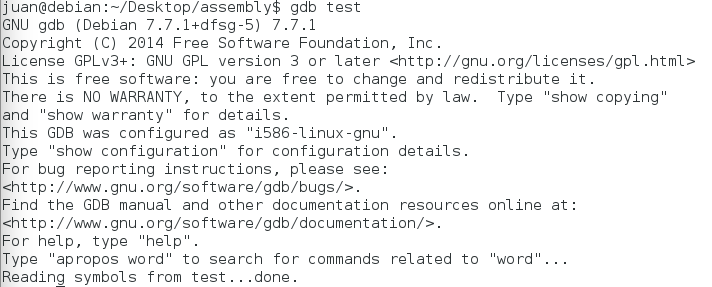 juan@debian:~/Desktop/assembly$ gdb test
GNU gdb (Debian 7.7.1+dfsg-5) 7.7.1
Copyright (C) 2014 Free Software Foundation, Inc.
License GPLv3+: GNU GPL version 3 or later <http://gnu.org/licenses/gpl.html>
This is free software: you are free to change and redistribute it.
There is NO WARRANTY, to the extent permitted by law.  Type "show copying"
and "show warranty" for details.
This GDB was configured as "i586-linux-gnu".
Type "show configuration" for configuration details.
For bug reporting instructions, please see:
<http://www.gnu.org/software/gdb/bugs/>.
Find the GDB manual and other documentation resources online at:
<http://www.gnu.org/software/gdb/documentation/>.
For help, type "help".
Type "apropos word" to search for commands related to "word"...
Reading symbols from test...done.